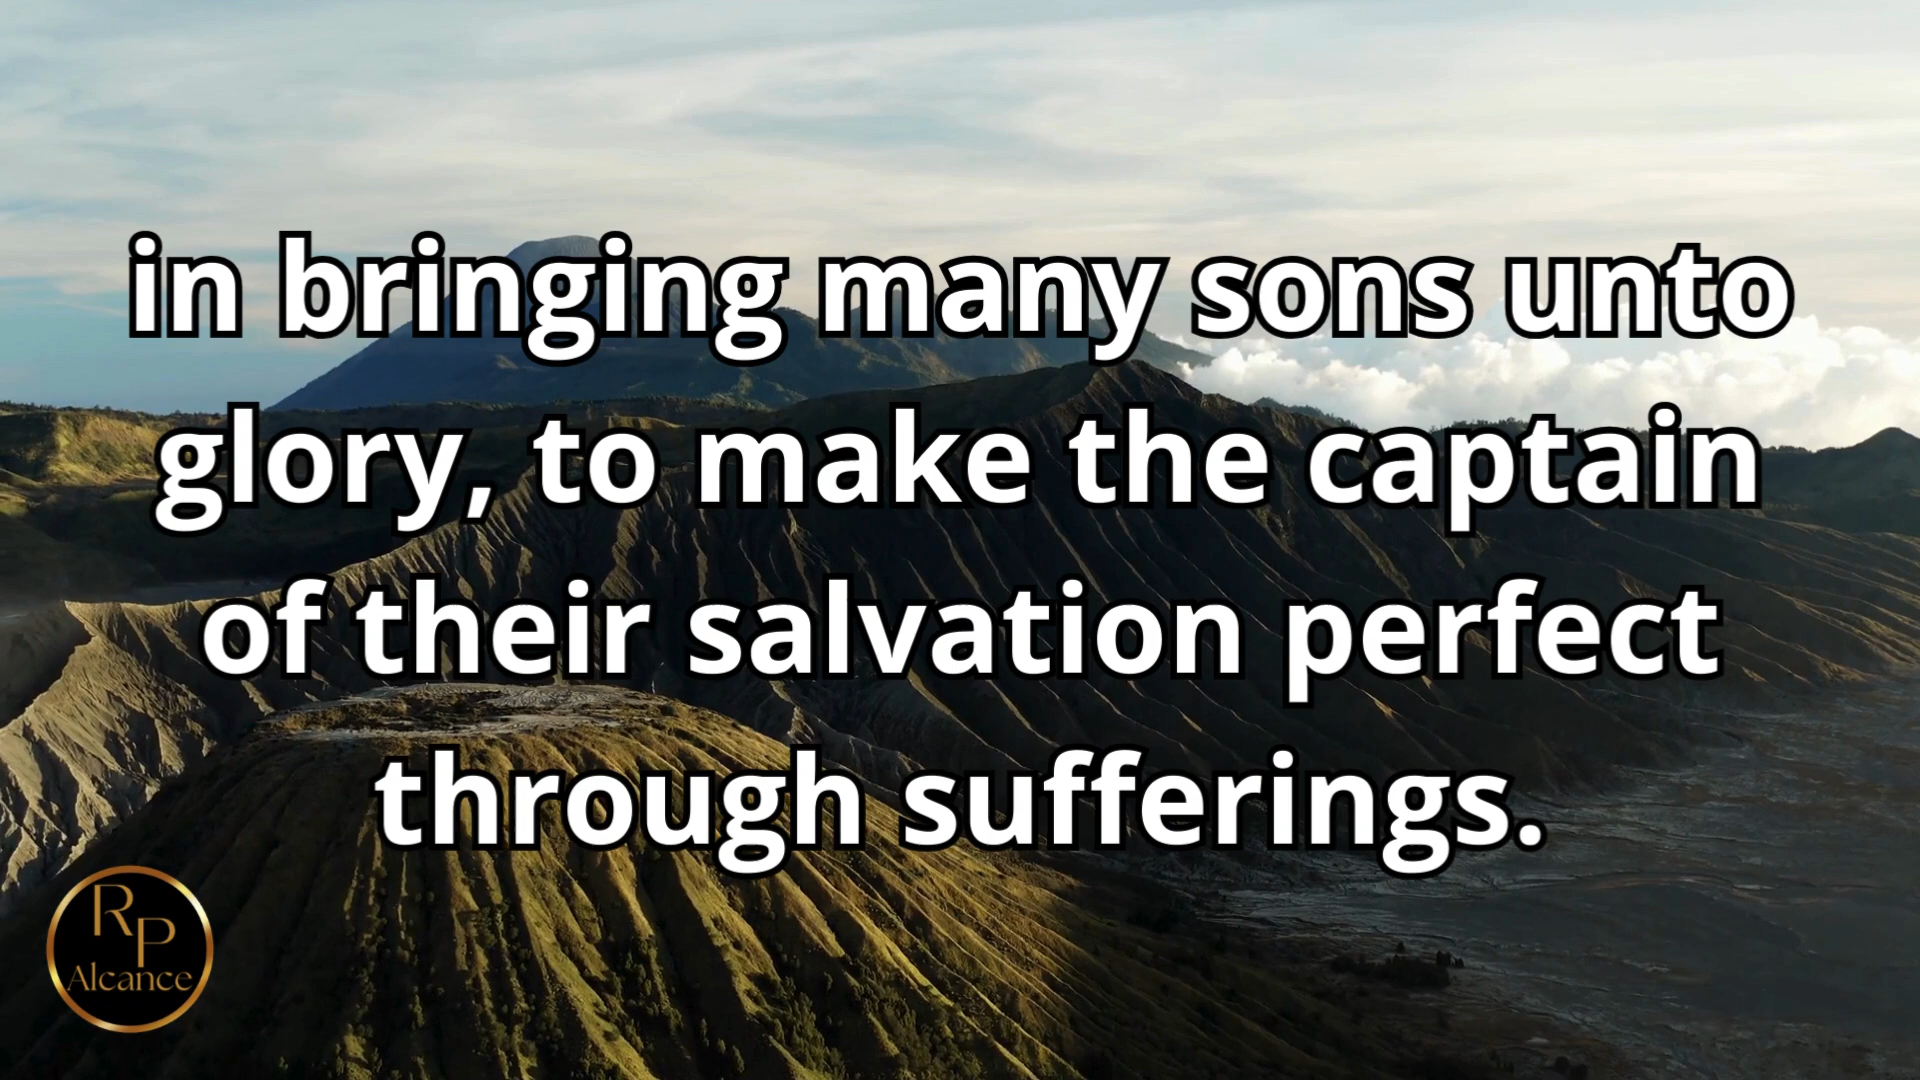 in bringing many sons unto
glory, to make the captain
of their salvation perfect
through sufferings.
RP
Alcance